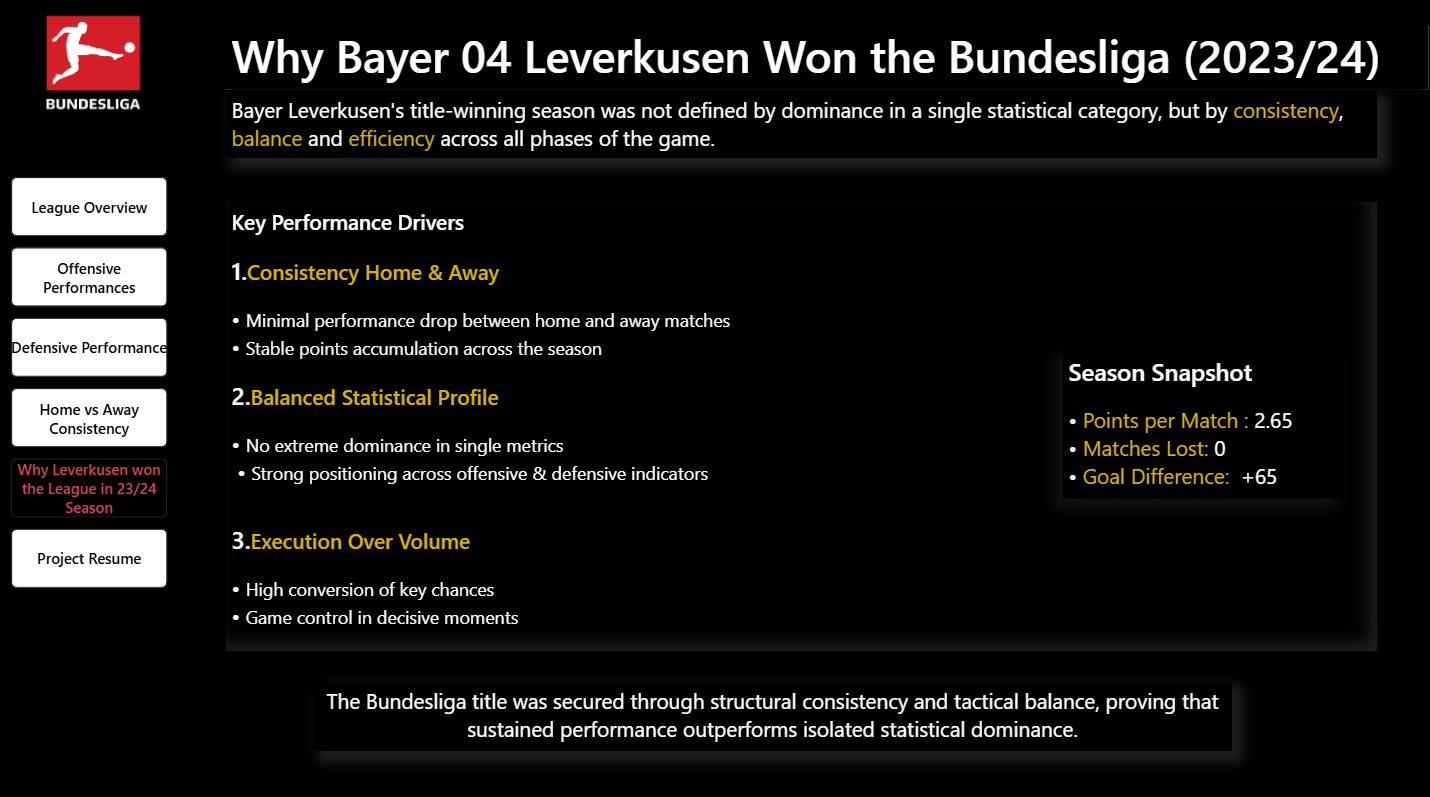 BUNDESLIGA
Why Bayer 04 Leverkusen Won the Bundesliga (2023/24)
Bayer Leverkusen's title-winning season was not defined by dominance in a single statistical category, but by consistency,
balance and efficiency across all phases of the game.
League Overview
Offensive
Performances
Defensive Performance
Home vs Away
Consistency
Why Leverkusen won
the League in 23/24
Season
Project Resume
Key Performance Drivers
1.Consistency Home & Away
• Minimal performance drop between home and away matches
• Stable points accumulation across the season
2.Balanced Statistical Profile
• No extreme dominance in single metrics
• Strong positioning across offensive & defensive indicators
3.Execution Over Volume
• High conversion of key chances
• Game control in decisive moments
Season Snapshot
• Points per Match : 2.65
• Matches Lost: 0
• Goal Difference:  +65
The Bundesliga title was secured through structural consistency and tactical balance, proving that
sustained performance outperforms isolated statistical dominance.